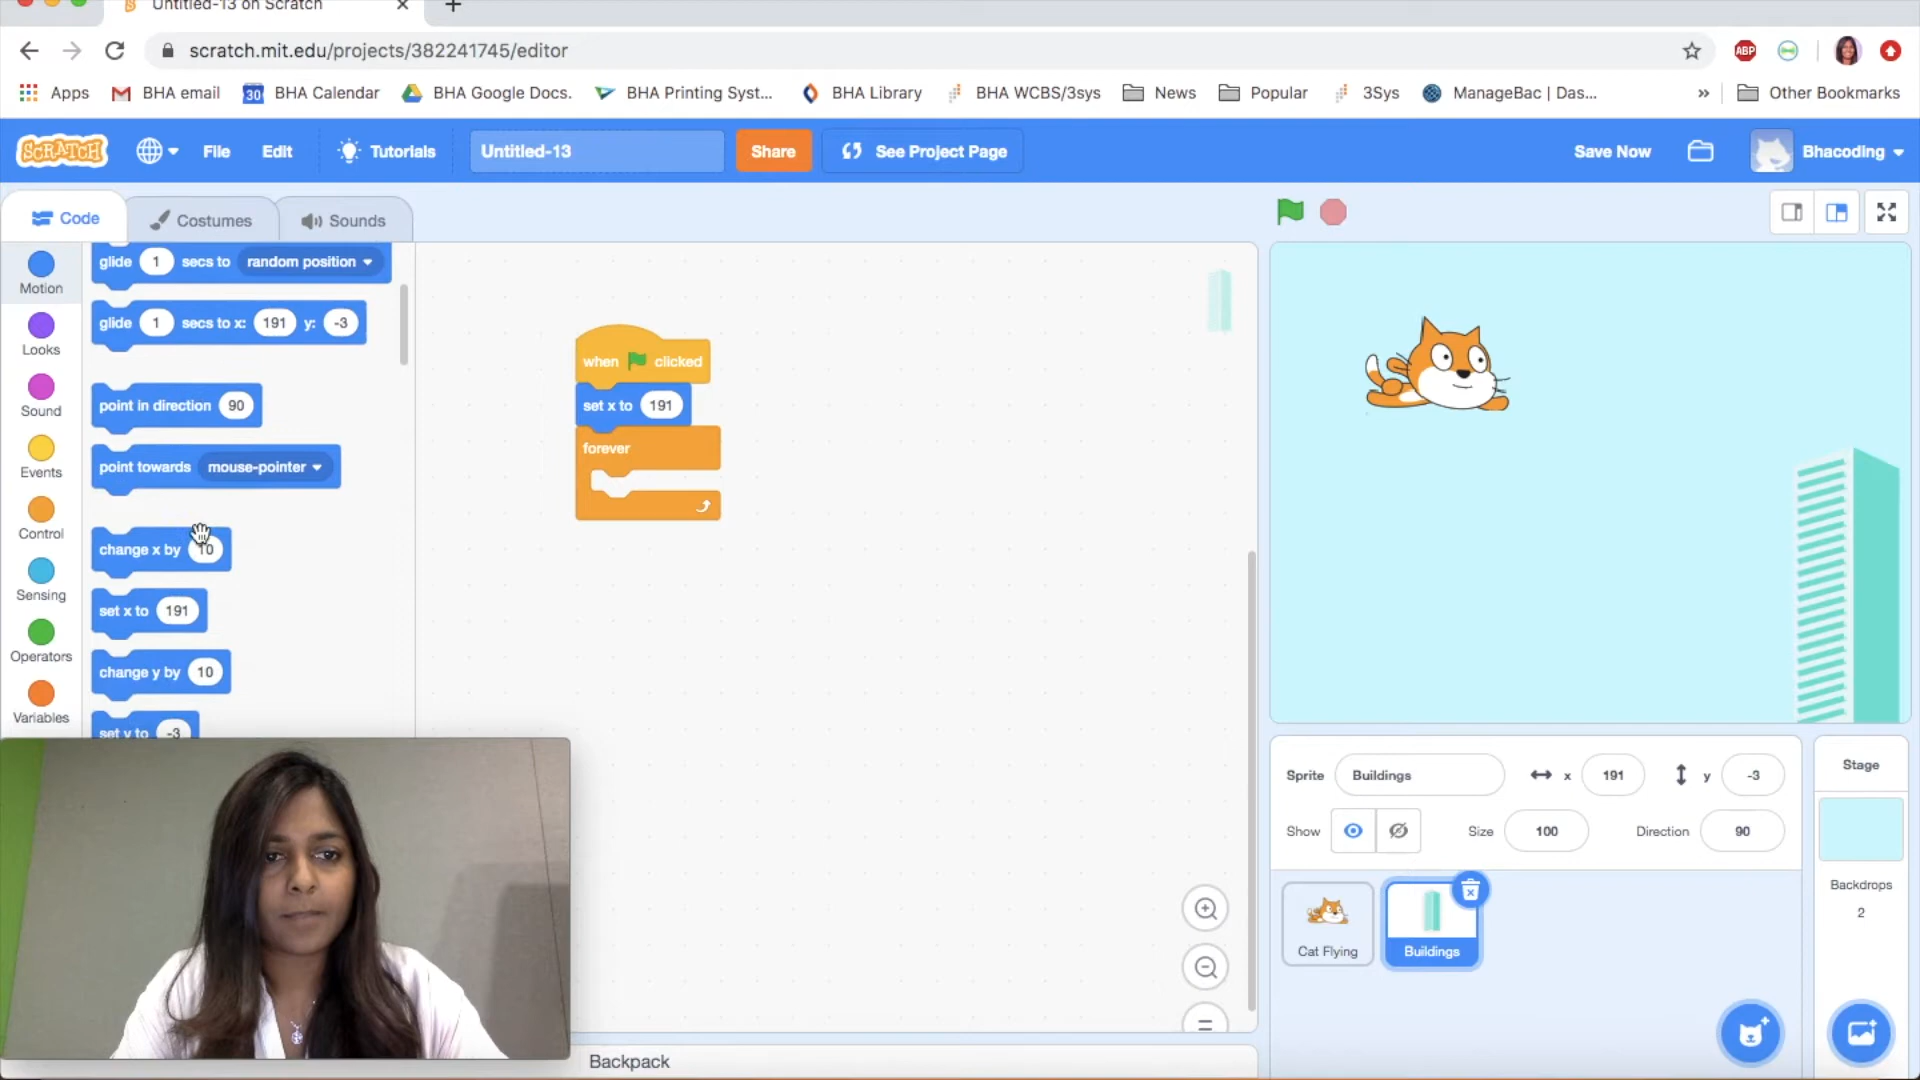 Untitled-13 on Scratch
scratch.mit.edu/projects/382241745/editor
ABP
Apps
BHA email
30
BHA Calendar
BHA Google Docs.
BHA Printing Syst...
BHA Library
BHA WCBS/3sys
News
Popular
3Sys
ManageBac | Das...
»
Other Bookmarks
SCRATCH
File
Edit
Tutorials
Untitled-13
Share
See Project Page
Save Now
Bhacoding
Code
Costumes
Sounds
Motion
Looks
Sound
Events
Control
Sensing
Operators
Variables
glide 1 secs to random position
glide 1 secs to x: 191 y: -3
point in direction 90
point towards mouse-pointer
change x by 10
set x to 191
change y by 10
set y to -3
when clicked
set x to 191
forever
Sprite Buildings x 191 y -3
Show Size 100 Direction 90
Cat Flying
Buildings
Stage
Backdrops
2
Backpack